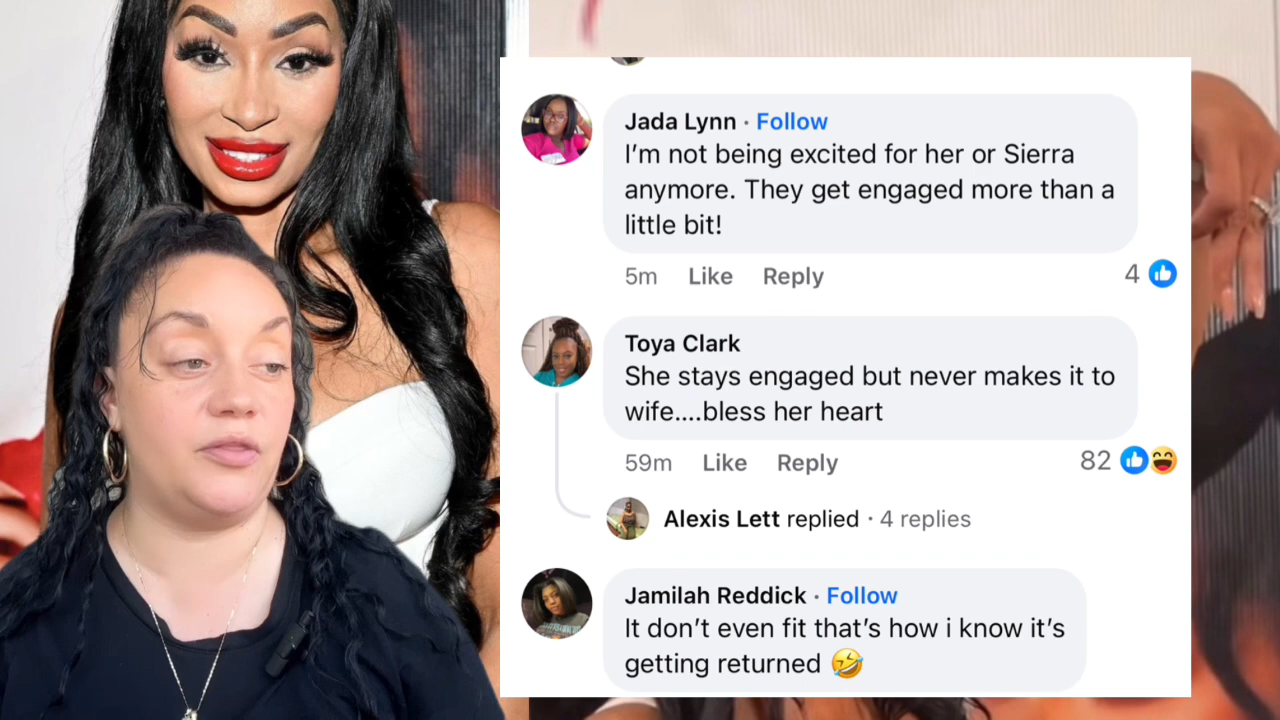 Jada Lynn · Follow
I’m not being excited for her or Sierra
anymore. They get engaged more than a
little bit!
5m Like Reply 4
Toya Clark
She stays engaged but never makes it to
wife....bless her heart
59m Like Reply 82
Alexis Lett replied · 4 replies
Jamilah Reddick · Follow
It don’t even fit that’s how i know it’s
getting returned 🤣